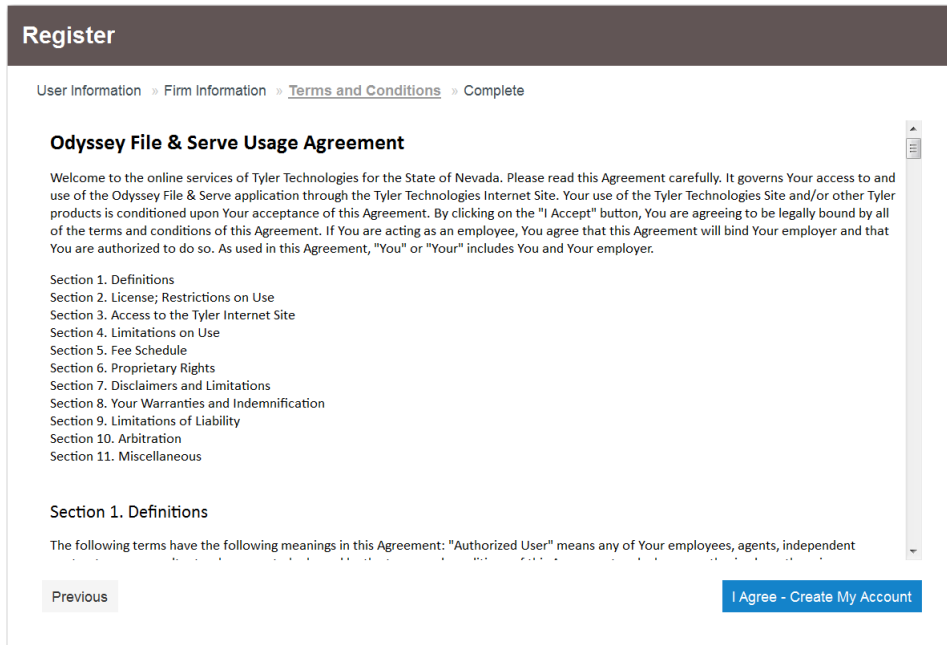 Register
User Information » Firm Information » Terms and Conditions » Complete
Odyssey File & Serve Usage Agreement
Welcome to the online services of Tyler Technologies for the State of Nevada. Please read this Agreement carefully. It governs Your access to and
use of the Odyssey File & Serve application through the Tyler Technologies Internet Site. Your use of the Tyler Technologies Site and/or other Tyler
products is conditioned upon Your acceptance of this Agreement. By clicking on the "I Accept" button, You are agreeing to be legally bound by all
of the terms and conditions of this Agreement. If You are acting as an employee, You agree that this Agreement will bind Your employer and that
You are authorized to do so. As used in this Agreement, "You" or "Your" includes You and Your employer.
Section 1. Definitions
Section 2. License; Restrictions on Use
Section 3. Access to the Tyler Internet Site
Section 4. Limitations on Use
Section 5. Fee Schedule
Section 6. Proprietary Rights
Section 7. Disclaimers and Limitations
Section 8. Your Warranties and Indemnification
Section 9. Limitations of Liability
Section 10. Arbitration
Section 11. Miscellaneous
Section 1. Definitions
The following terms have the following meanings in this Agreement: "Authorized User" means any of Your employees, agents, independent
Previous
I Agree - Create My Account